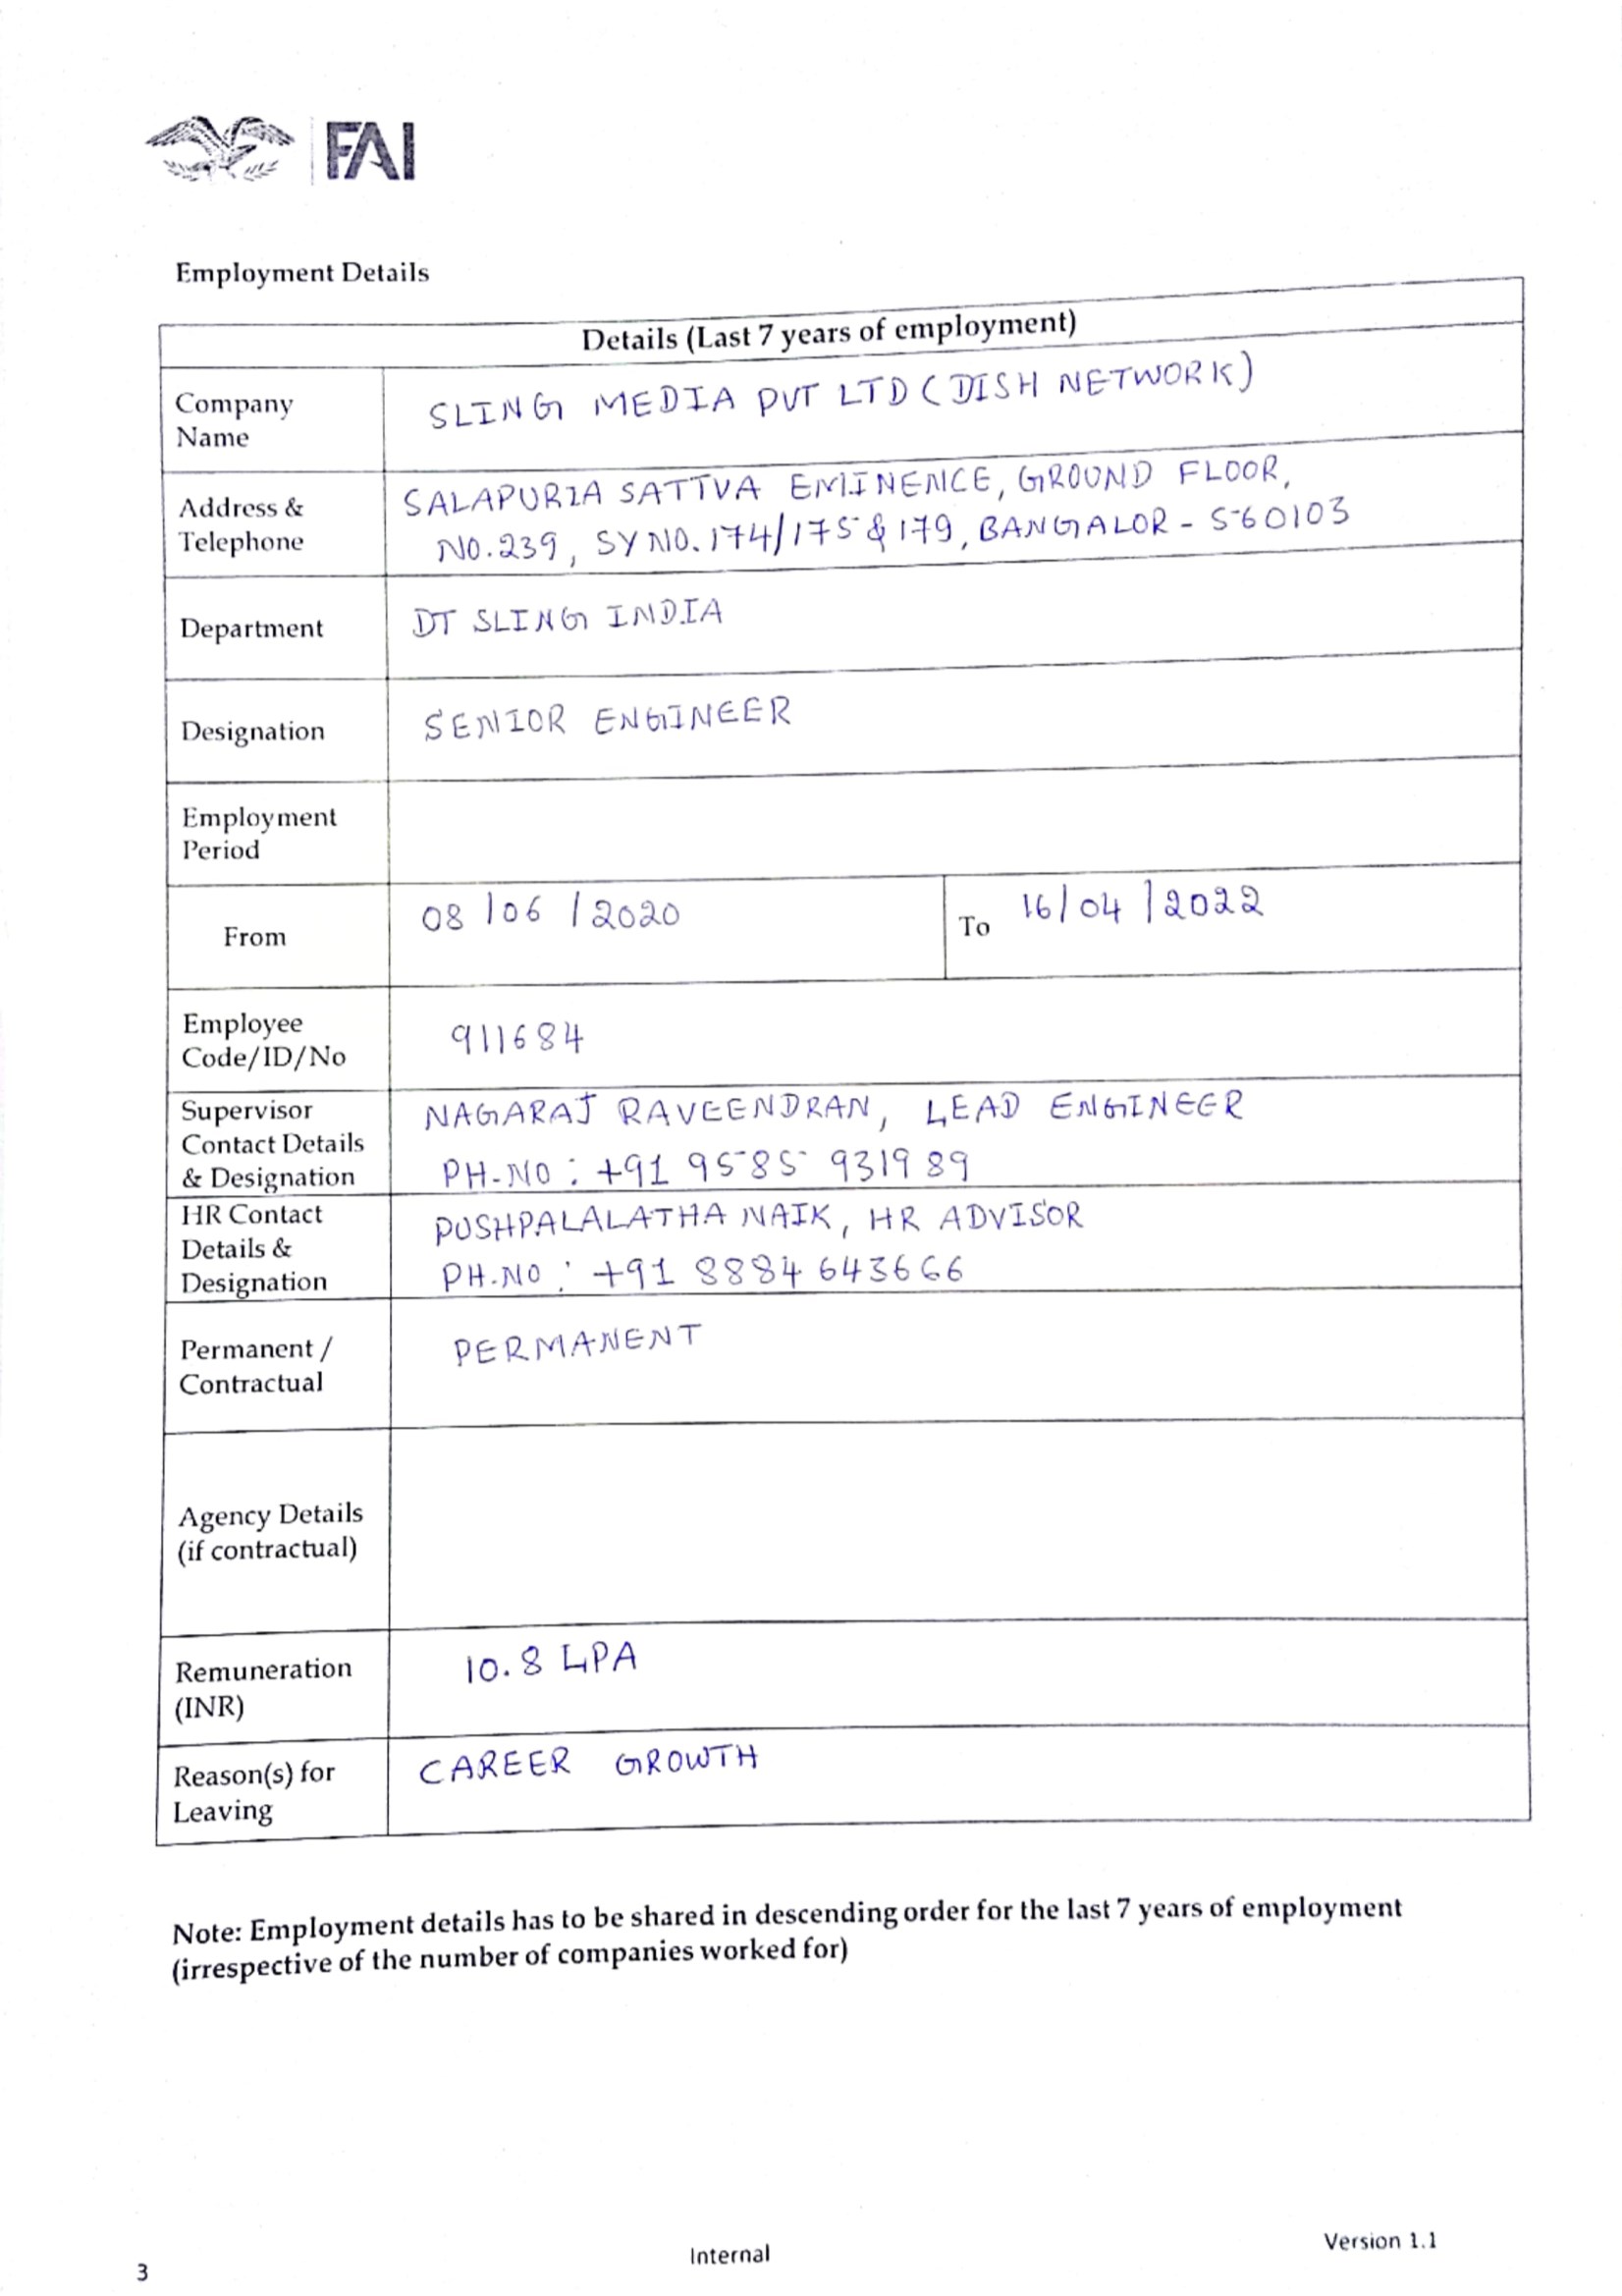 FAI
Employment Details
Details (Last 7 years of employment)
Company
Name
SLING MEDIA PVT LTD (DISH NETWORK)
Address &
Telephone
SALAPURIA SATTVA EMINENCE, GROUND FLOOR,
NO.239, SY NO.174/175 & 179, BANGALOR - 560103
Department
DT SLING INDIA
Designation
SENIOR ENGINEER
Employment
Period
From
08/06/2020
To
16/04/2022
Employee
Code/ID/No
911684
Supervisor
Contact Details
& Designation
NAGARAJ RAVEENDRAN, LEAD ENGINEER
PH-NO : +91 9585 931989
HR Contact
Details &
Designation
PUSHPALALATHA NAIK, HR ADVISOR
PH.NO : +91 8884 643666
Permanent /
Contractual
PERMANENT
Agency Details
(if contractual)
Remuneration
(INR)
10.8 LPA
Reason(s) for
Leaving
CAREER GROWTH
Note: Employment details has to be shared in descending order for the last 7 years of employment
(irrespective of the number of companies worked for)
Version 1.1
Internal
3